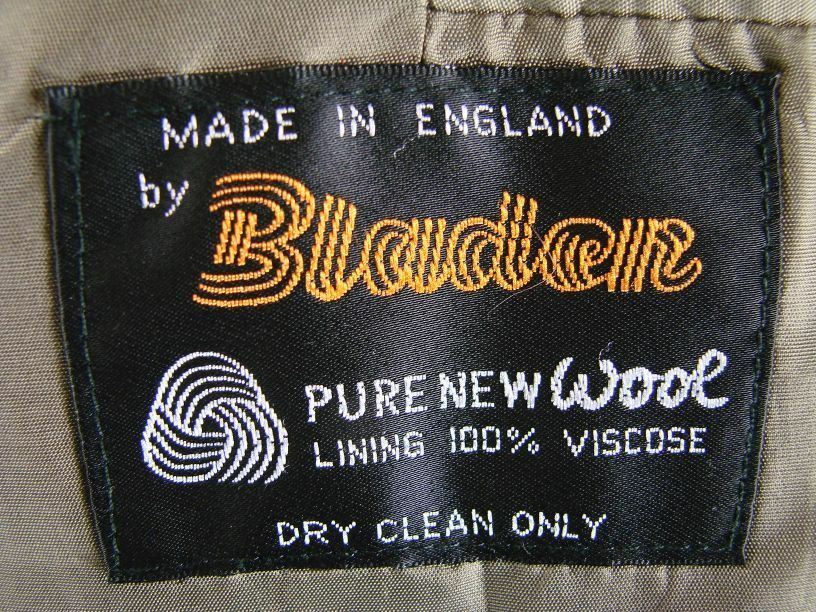 MADE IN ENGLAND
by Bladen
PURE NEW Wool
LINING 100% VISCOSE
DRY CLEAN ONLY